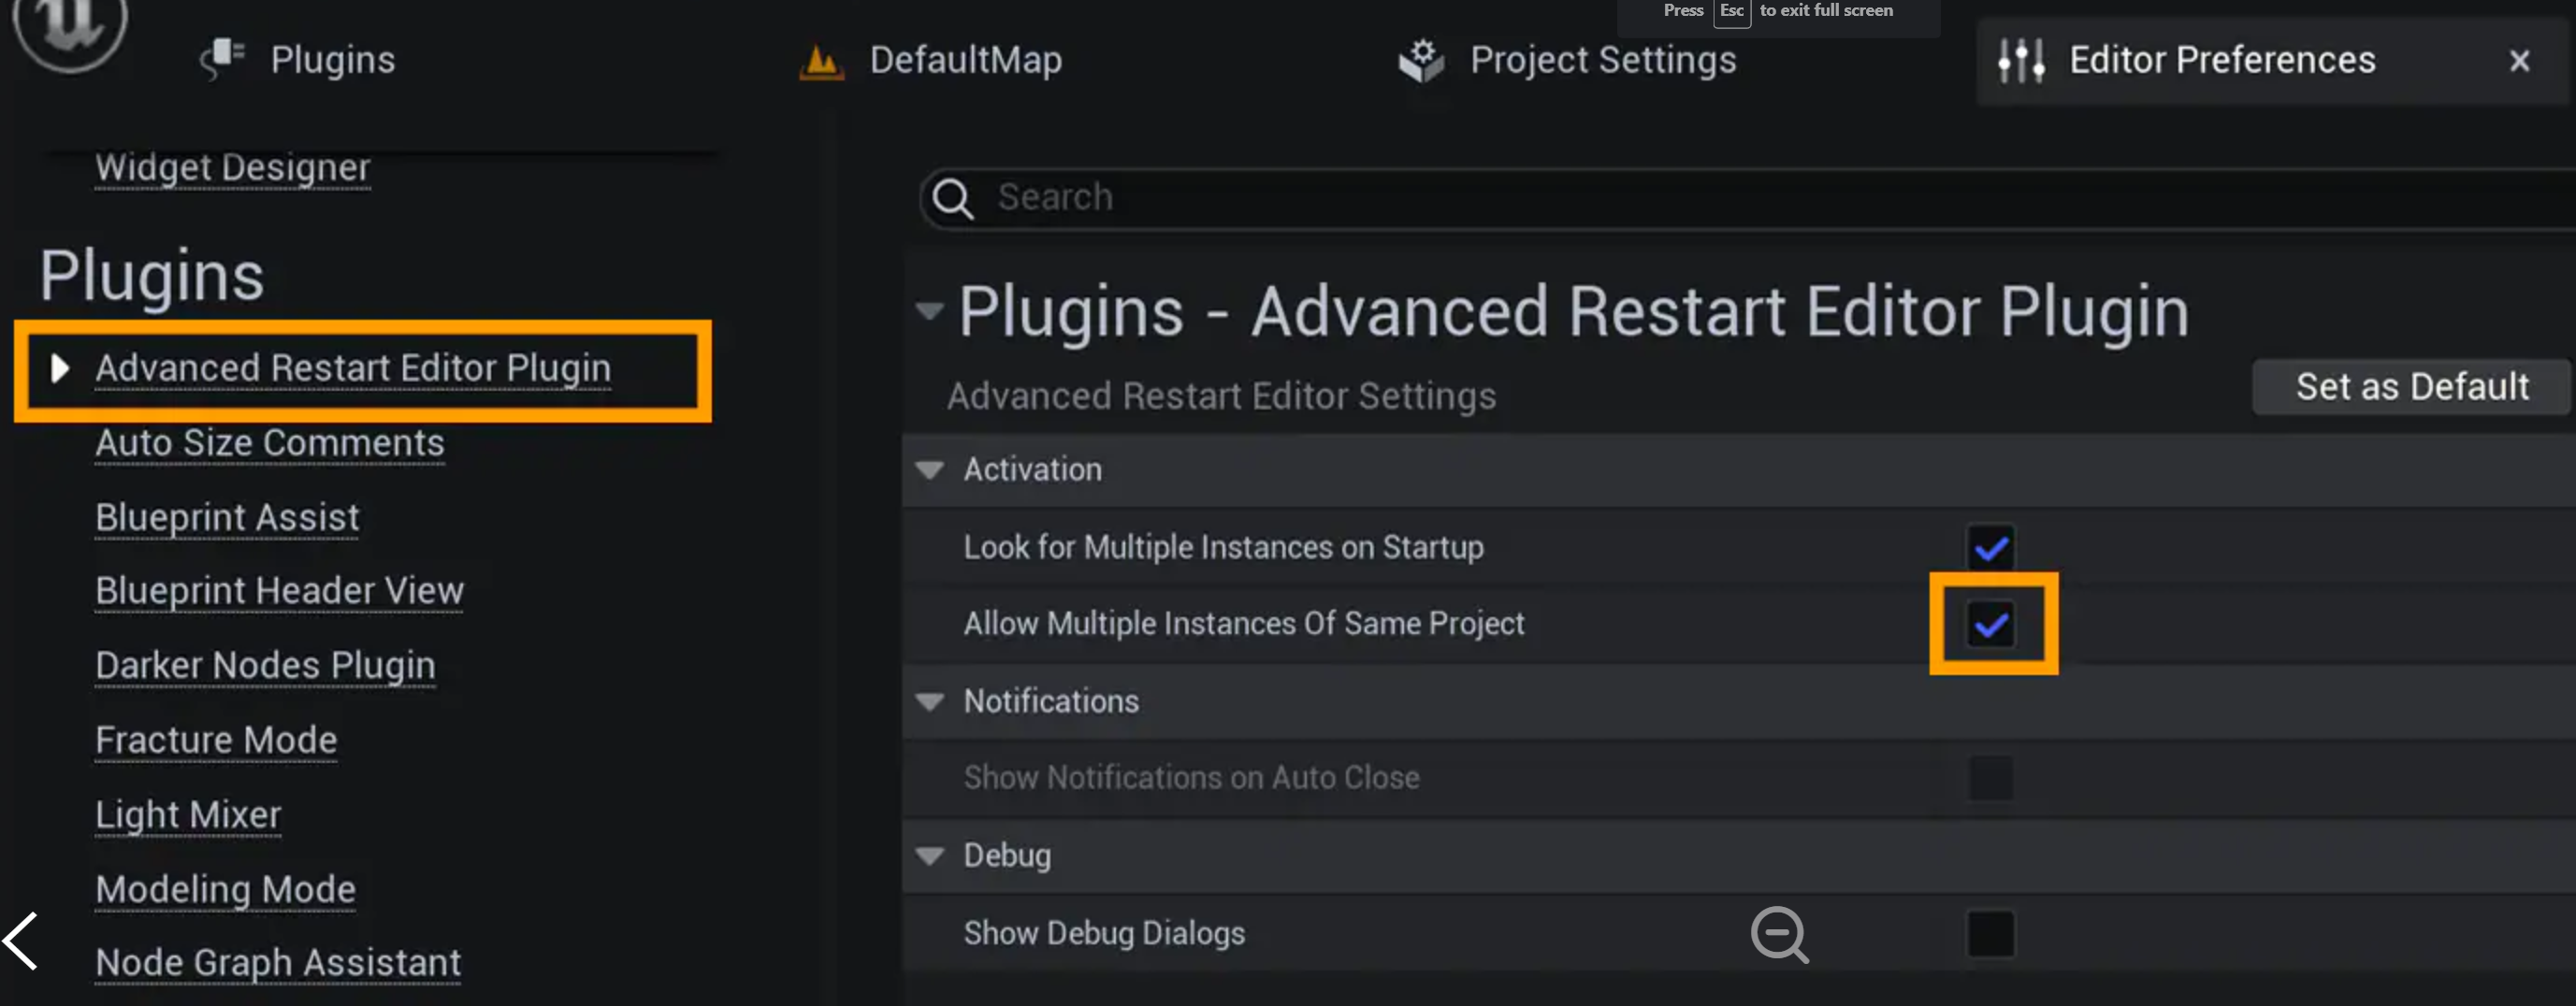 Press Esc to exit full screen
Plugins
DefaultMap
Project Settings
Editor Preferences
Widget Designer
Plugins
Advanced Restart Editor Plugin
Auto Size Comments
Blueprint Assist
Blueprint Header View
Darker Nodes Plugin
Fracture Mode
Light Mixer
Modeling Mode
Node Graph Assistant
Search
Plugins - Advanced Restart Editor Plugin
Advanced Restart Editor Settings
Set as Default
Activation
Look for Multiple Instances on Startup
Allow Multiple Instances Of Same Project
Notifications
Show Notifications on Auto Close
Debug
Show Debug Dialogs